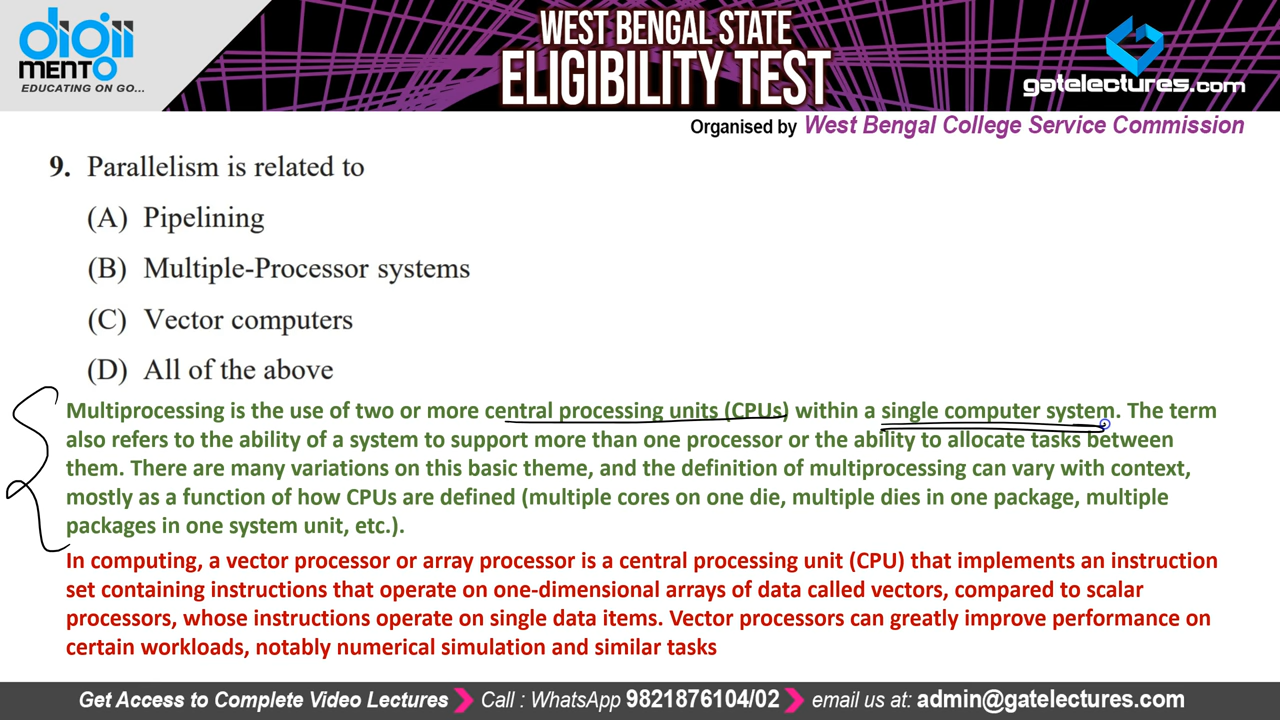 digii
mento
EDUCATING ON GO...
WEST BENGAL STATE
ELIGIBILITY TEST
gatelectures.com
Organised by West Bengal College Service Commission
9. Parallelism is related to
(A) Pipelining
(B) Multiple-Processor systems
(C) Vector computers
(D) All of the above
Multiprocessing is the use of two or more central processing units (CPUs) within a single computer system. The term
also refers to the ability of a system to support more than one processor or the ability to allocate tasks between
them. There are many variations on this basic theme, and the definition of multiprocessing can vary with context,
mostly as a function of how CPUs are defined (multiple cores on one die, multiple dies in one package, multiple
packages in one system unit, etc.).
In computing, a vector processor or array processor is a central processing unit (CPU) that implements an instruction
set containing instructions that operate on one-dimensional arrays of data called vectors, compared to scalar
processors, whose instructions operate on single data items. Vector processors can greatly improve performance on
certain workloads, notably numerical simulation and similar tasks
Get Access to Complete Video Lectures Call : WhatsApp 9821876104/02 email us at: admin@gatelectures.com